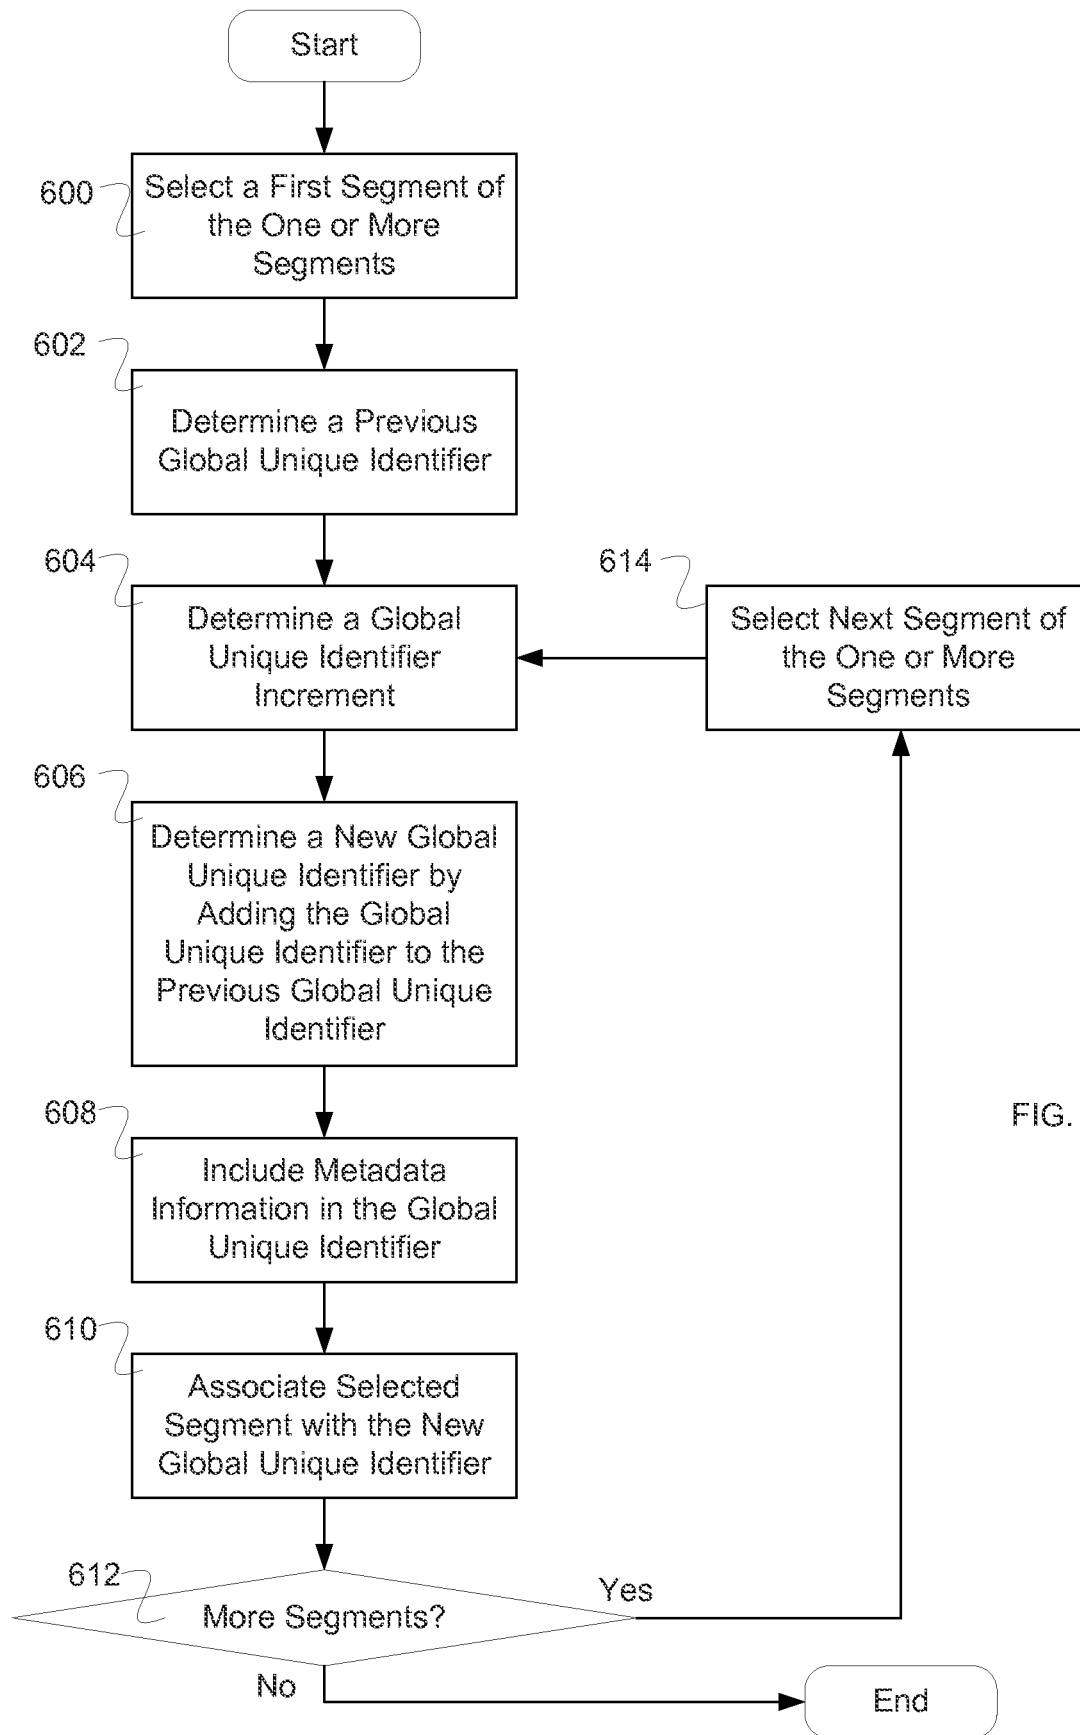 Start
600
Select a First Segment of
the One or More
Segments
602
Determine a Previous
Global Unique Identifier
604
Determine a Global
Unique Identifier
Increment
614
Select Next Segment of
the One or More
Segments
606
Determine a New Global
Unique Identifier by
Adding the Global
Unique Identifier to the
Previous Global Unique
Identifier
608
Include Metadata
Information in the Global
Unique Identifier
FIG.
610
Associate Selected
Segment with the New
Global Unique Identifier
612
More Segments?
Yes
No
End